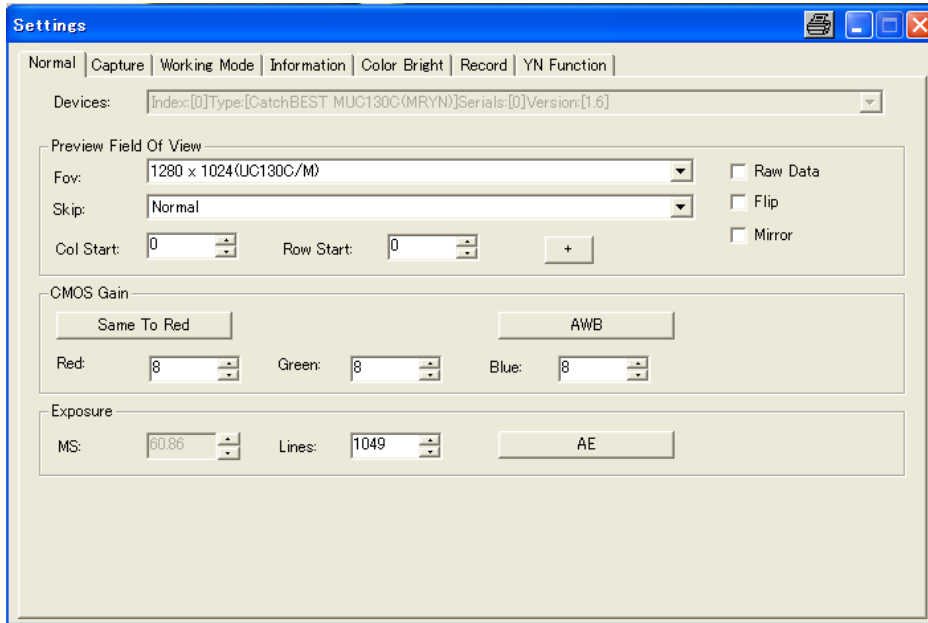 Settings
Normal Capture Working Mode Information Color Bright Record YN Function
Devices: Index:[0]Type:[CatchBEST MUC130C(MRYN)]Serials:[0]Version:[1.6]
Preview Field Of View
Fov: 1280 x 1024(UC130C/M) Raw Data
Skip: Normal Flip
Col Start: 0 Row Start: 0 + Mirror
CMOS Gain
Same To Red AWB
Red: 8 Green: 8 Blue: 8
Exposure
MS: 60.86 Lines: 1049 AE